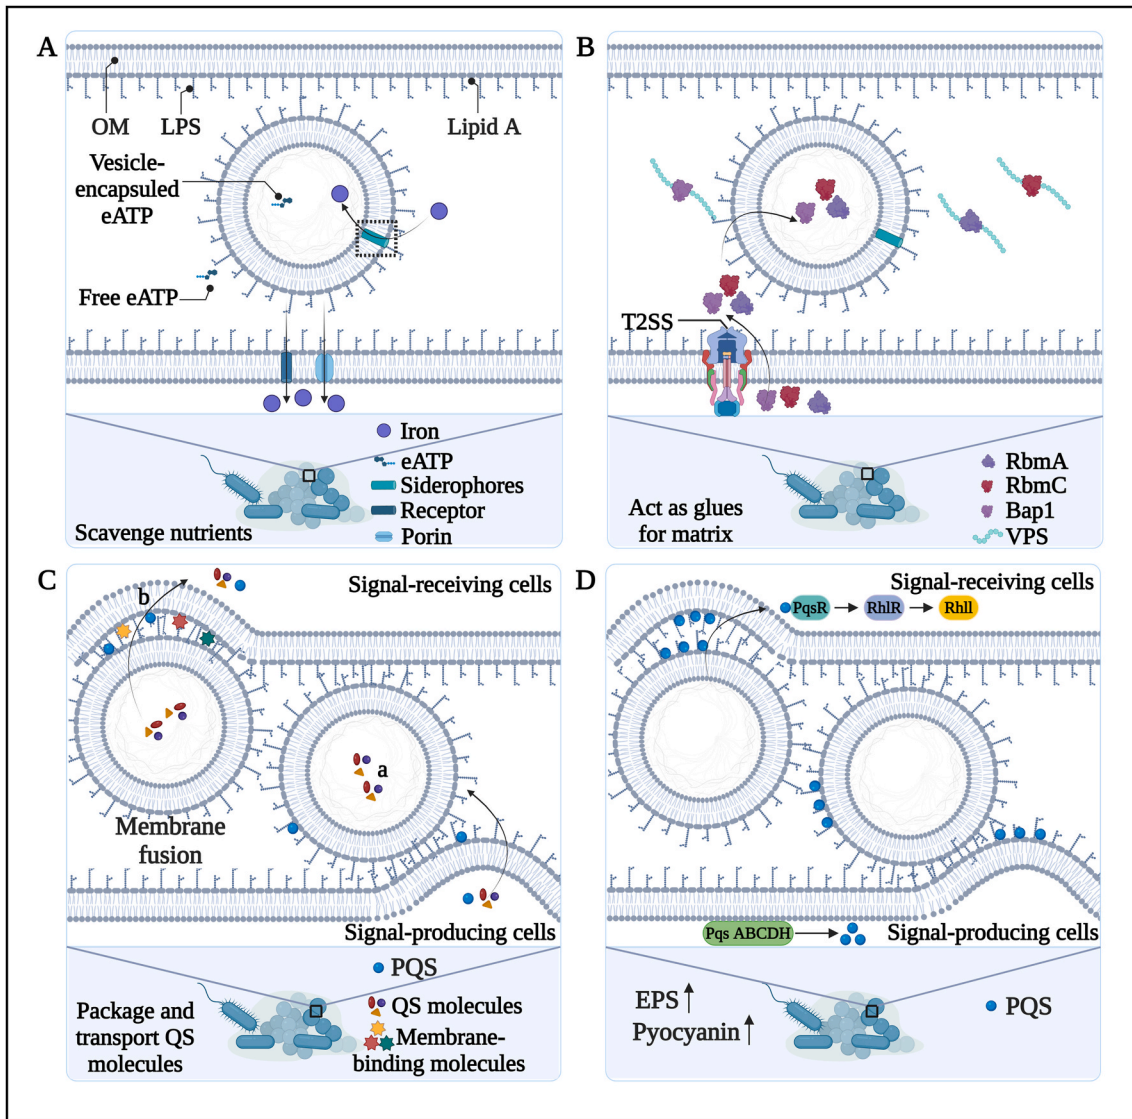 A
OM
LPS
Lipid A
Vesicle-
encapsuled
eATP
Free eATP
Iron
eATP
Siderophores
Receptor
Porin
Scavenge nutrients
B
T2SS
RbmA
RbmC
Bap1
VPS
Act as glues
for matrix
C
Signal-receiving cells
b
a
Membrane
fusion
Signal-producing cells
PQS
QS molecules
Membrane-
binding molecules
Package and
transport QS
molecules
D
Signal-receiving cells
PqsR
RhlR
Rhll
Pqs ABCDH
Signal-producing cells
EPS
Pyocyanin
PQS